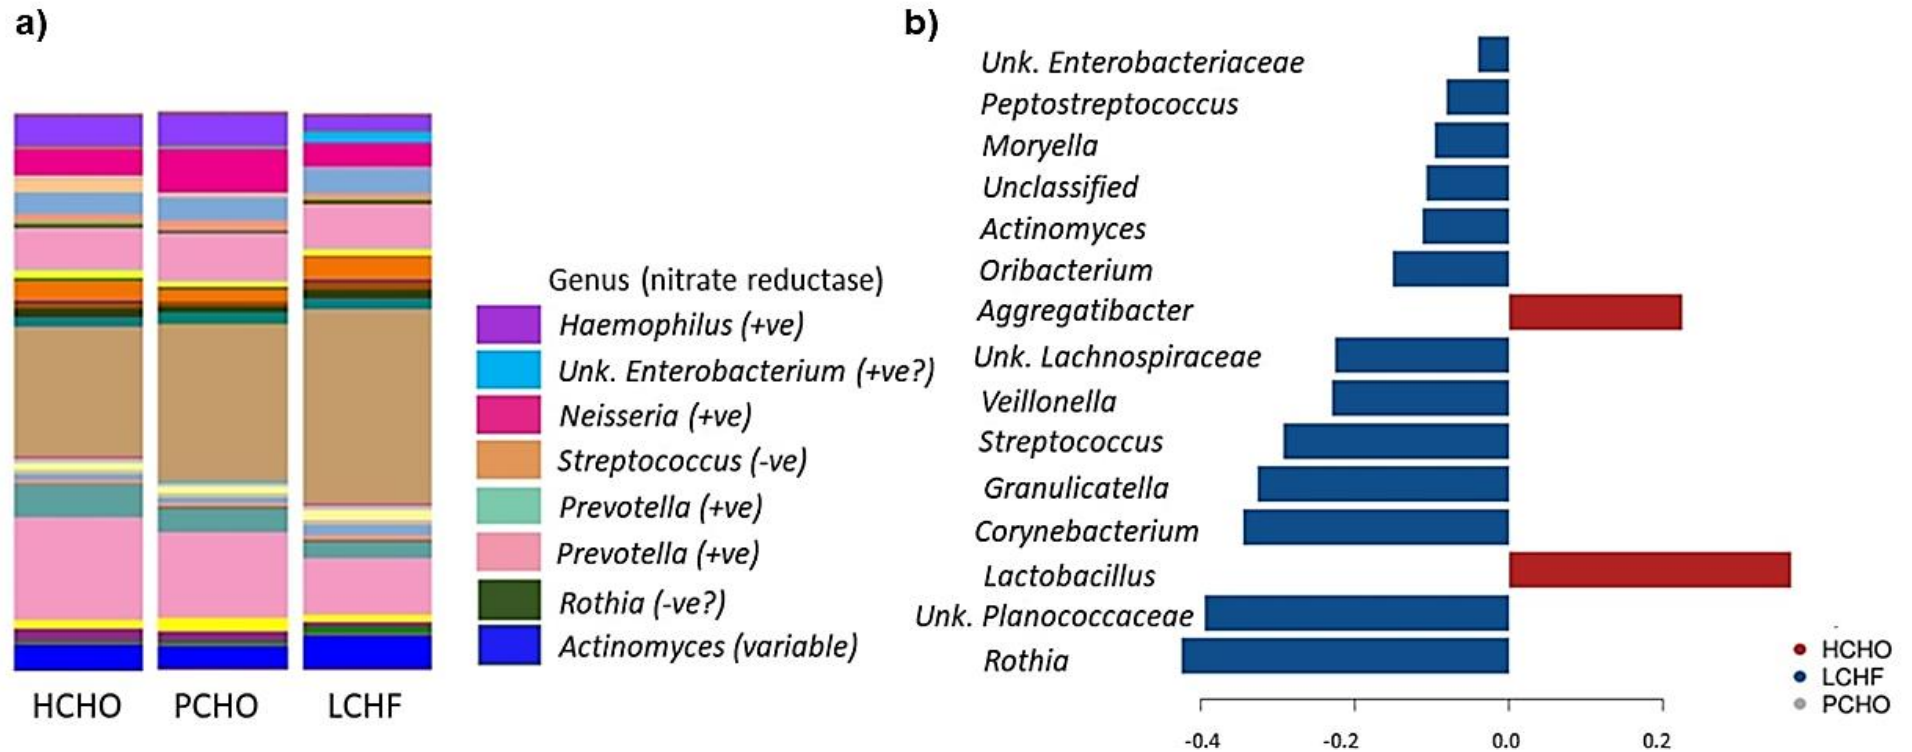 a)
HCHO
PCHO
LCHF
Genus (nitrate reductase)
Haemophilus (+ve)
Unk. Enterobacterium (+ve?)
Neisseria (+ve)
Streptococcus (-ve)
Prevotella (+ve)
Prevotella (+ve)
Rothia (-ve?)
Actinomyces (variable)
b)
Unk. Enterobacteriaceae
Peptostreptococcus
Moryella
Unclassified
Actinomyces
Oribacterium
Aggregatibacter
Unk. Lachnospiraceae
Veillonella
Streptococcus
Granulicatella
Corynebacterium
Lactobacillus
Unk. Planococcaceae
Rothia
-0.4
-0.2
0.0
0.2
HCHO
LCHF
PCHO